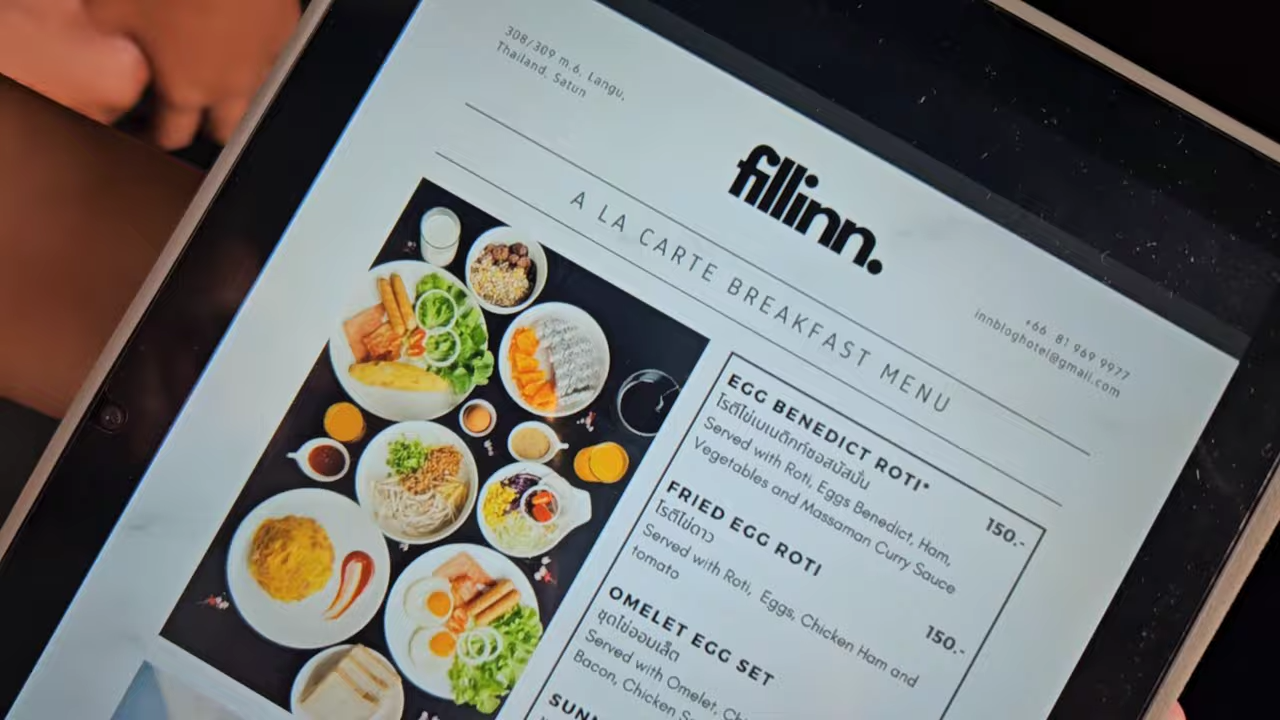 308/309 m.6, Langu,
Thailand, Satun
fillinn.
+66 81 969 9977
innbloghotel@gmail.com
A LA CARTE BREAKFAST MENU
EGG BENEDICT ROTI*
150.-
โรตีไข่เบเนดิกท์ซอสมัสมั่น
Served with Roti, Eggs Benedict, Ham,
Vegetables and Massaman Curry Sauce
FRIED EGG ROTI
150.-
โรตีไข่ดาว
Served with Roti, Eggs, Chicken Ham and
tomato
OMELET EGG SET
ชุดไข่ออมเล็ต
Served with Omelet,
Bacon, Chicken